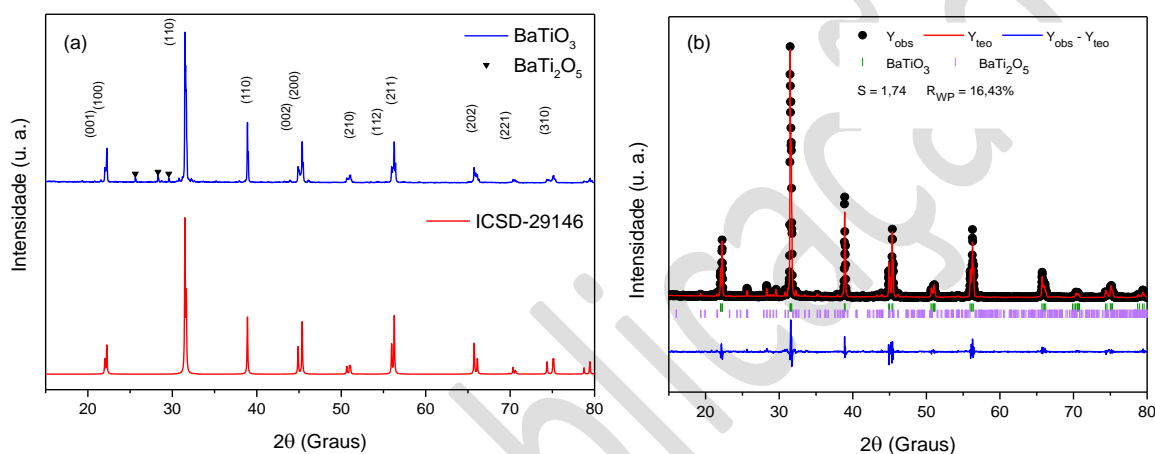 (a)
BaTiO3
BaTi2O5
(001)
(100)
(110)
(110)
(002)
(200)
(210)
(112)
(211)
(202)
(221)
(310)
ICSD-29146
Intensidade (u. a.)
20 30 40 50 60 70 80
2θ (Graus)
(b)
Yobs Yteo Yobs - Yteo
BaTiO3 BaTi2O5
S = 1,74 RWP = 16,43%
Intensidade (u. a.)
20 30 40 50 60 70 80
2θ (Graus)